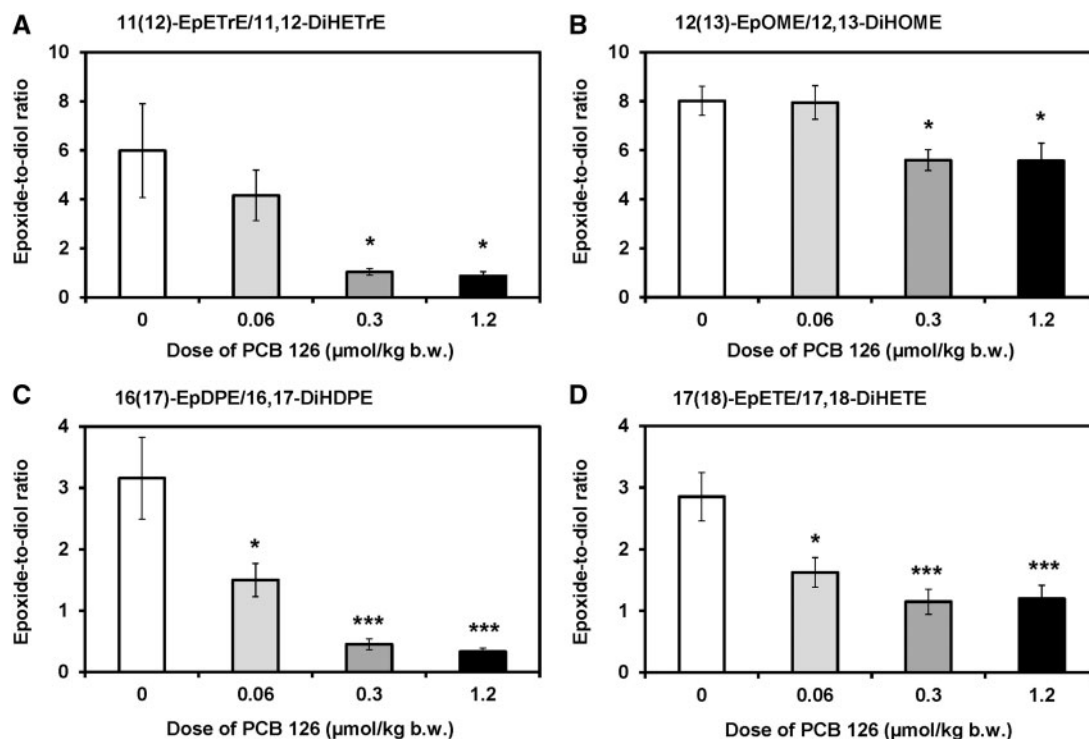 A 11(12)-EpETrE/11,12-DiHETrE
Epoxide-to-diol ratio
10
8
6
4
2
0
* *
0 0.06 0.3 1.2
Dose of PCB 126 (µmol/kg b.w.)
B 12(13)-EpOME/12,13-DiHOME
Epoxide-to-diol ratio
10
8
6
4
2
0
* *
0 0.06 0.3 1.2
Dose of PCB 126 (µmol/kg b.w.)
C 16(17)-EpDPE/16,17-DiHDPE
Epoxide-to-diol ratio
4
3
2
1
0
* *** ***
0 0.06 0.3 1.2
Dose of PCB 126 (µmol/kg b.w.)
D 17(18)-EpETE/17,18-DiHETE
Epoxide-to-diol ratio
4
3
2
1
0
* *** ***
0 0.06 0.3 1.2
Dose of PCB 126 (µmol/kg b.w.)